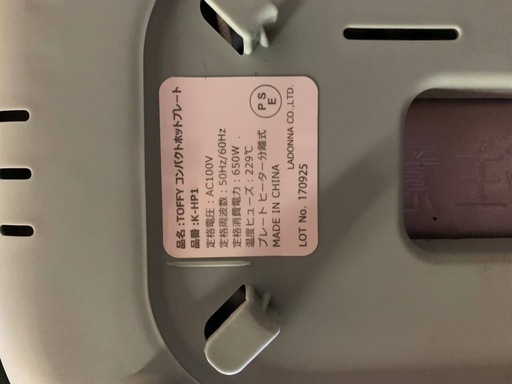 品名：TOFFY コンパクトホットプレート
品番：K-HP1
定格電圧：AC100V
定格周波数：50Hz/60Hz
定格消費電力：650W
温度ヒューズ：229℃
プレート ヒーター分離式
MADE IN CHINA
PS
E
LADONNA CO.,LTD.
LOT No. 170925